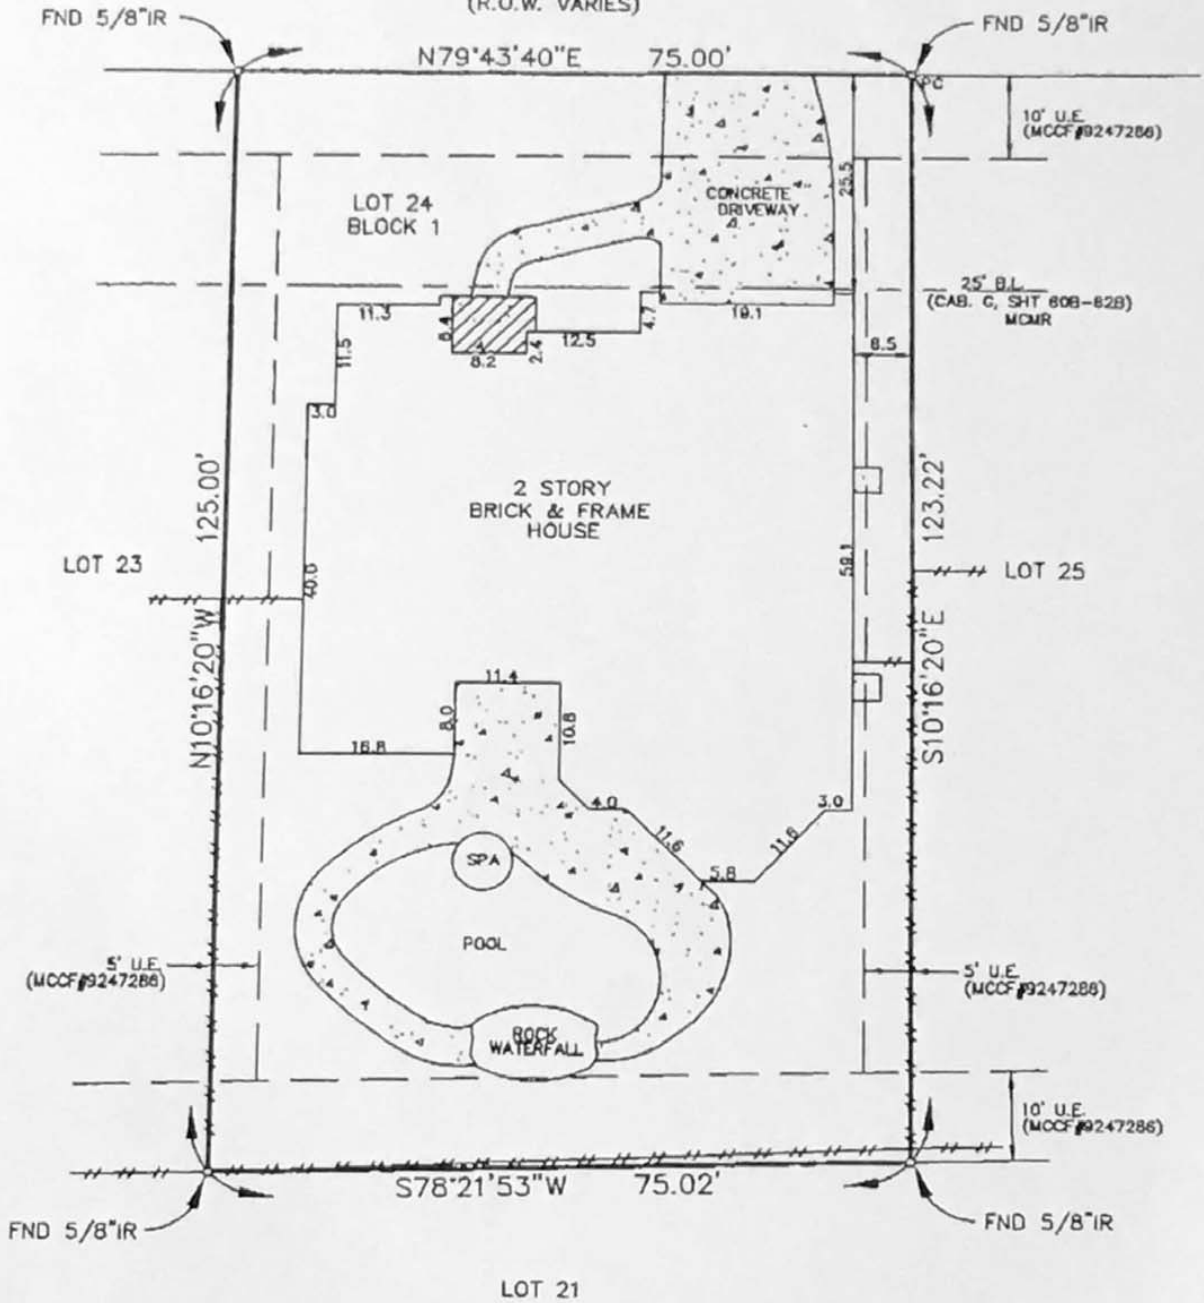 (R.O.W. VARIES)
FND 5/8"IR
FND 5/8"IR
N79°43'40"E 75.00'
PC
10' U.E.
(MCCF#9247286)
LOT 24
BLOCK 1
CONCRETE
DRIVEWAY
25.5
25' B.L.
(CAB. C, SHT 60B-62B)
MCMR
11.3
6.4
8.2
2.4
12.5
4.7
19.1
8.5
11.5
3.0
2 STORY
BRICK & FRAME
HOUSE
125.00'
N10°16'20"W
123.22'
S10°16'20"E
LOT 23
LOT 25
40.0
59.1
11.4
8.0
10.8
16.8
4.0
11.6
5.8
11.6
3.0
SPA
POOL
ROCK
WATERFALL
5' U.E.
(MCCF#9247286)
5' U.E.
(MCCF#9247286)
10' U.E.
(MCCF#9247286)
S78°21'53"W 75.02'
FND 5/8"IR
FND 5/8"IR
LOT 21